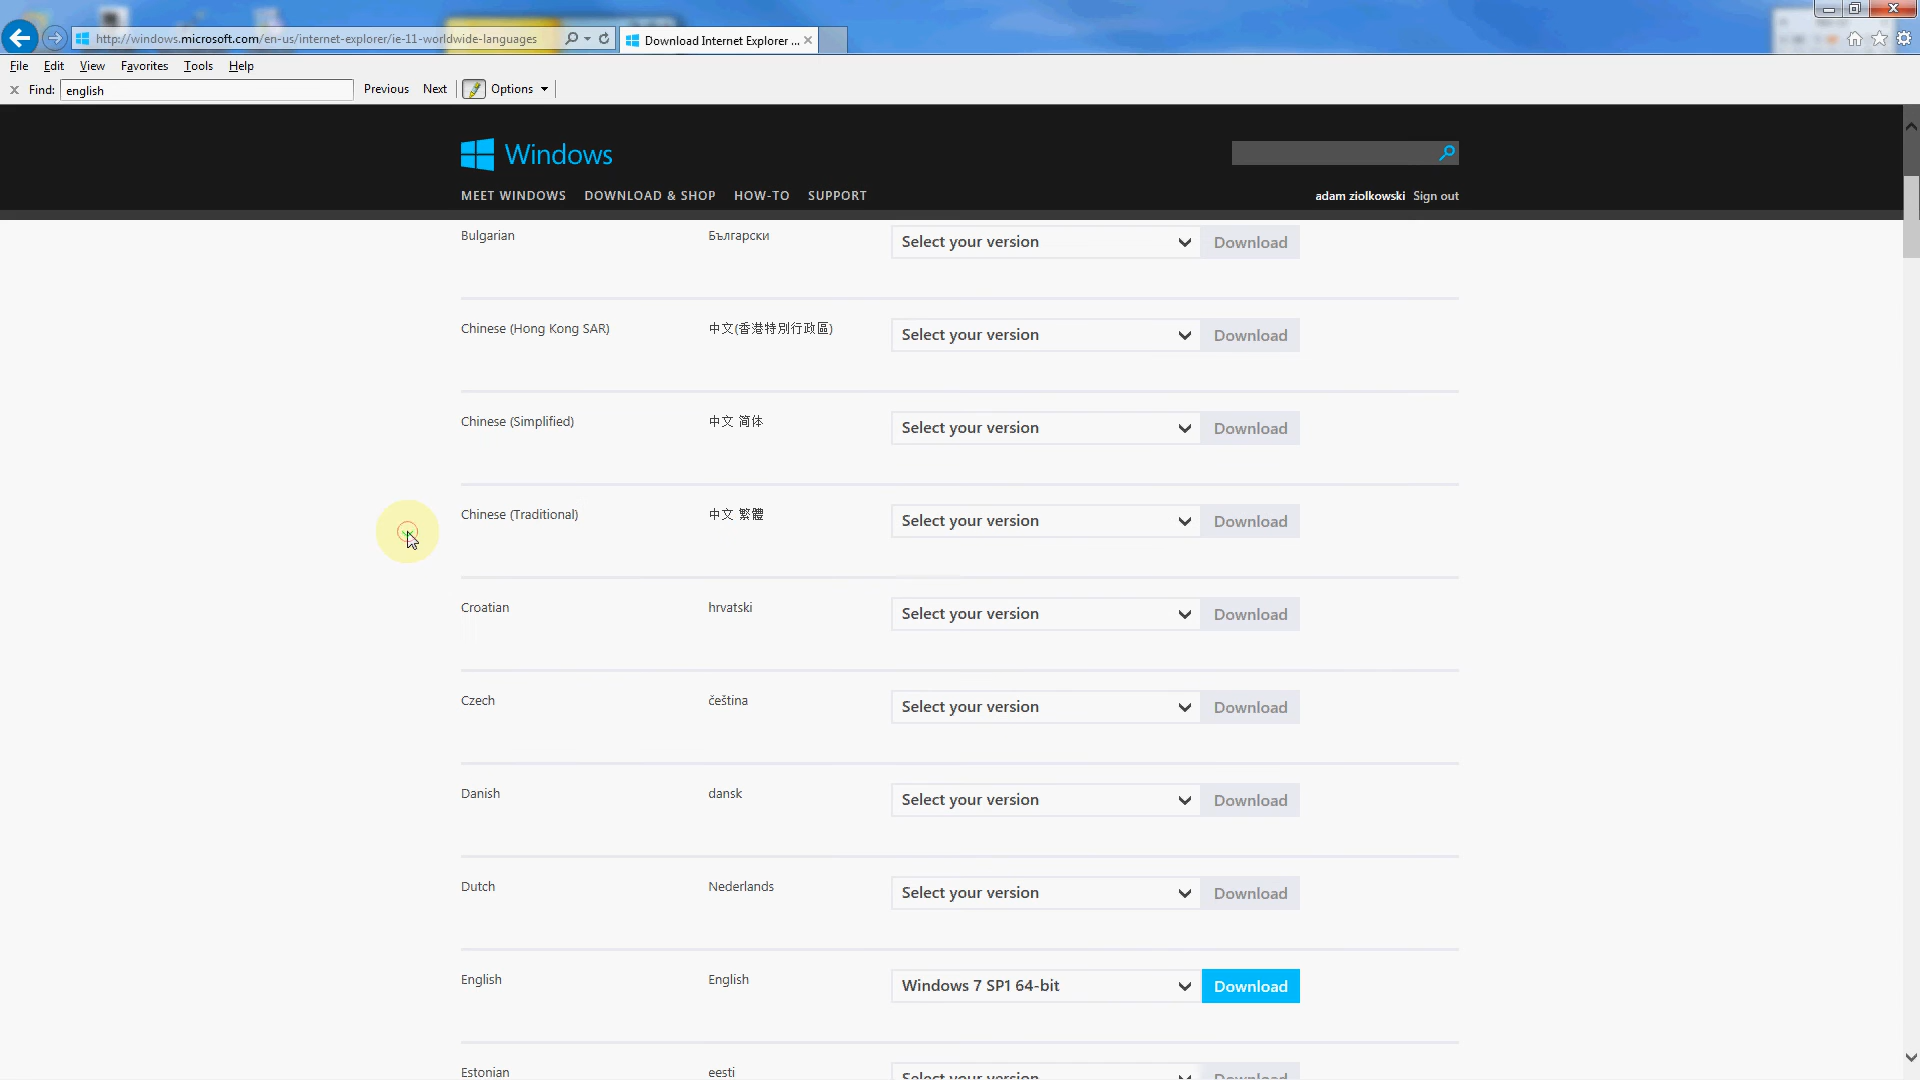 http://windows.microsoft.com/en-us/internet-explorer/ie-11-worldwide-languages
Download Internet Explorer ...
File Edit View Favorites Tools Help
Find: english Previous Next Options
Windows
MEET WINDOWS DOWNLOAD & SHOP HOW-TO SUPPORT adam ziolkowski Sign out
Bulgarian Български Select your version Download
Chinese (Hong Kong SAR) 中文(香港特別行政區) Select your version Download
Chinese (Simplified) 中文 简体 Select your version Download
Chinese (Traditional) 中文 繁體 Select your version Download
Croatian hrvatski Select your version Download
Czech čeština Select your version Download
Danish dansk Select your version Download
Dutch Nederlands Select your version Download
English English Windows 7 SP1 64-bit Download
Estonian eesti Select your version Download